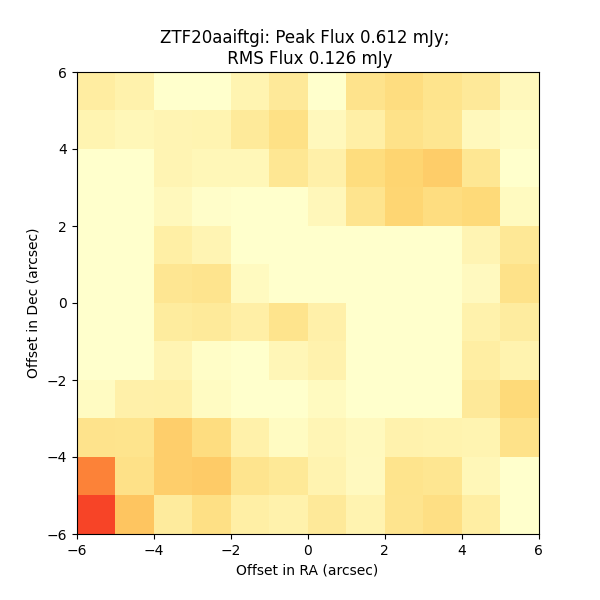 ZTF20aaiftgi: Peak Flux 0.612 mJy;
RMS Flux 0.126 mJy
6
4
2
0
−2
−4
−6
Offset in Dec (arcsec)
−6 −4 −2 0 2 4 6
Offset in RA (arcsec)